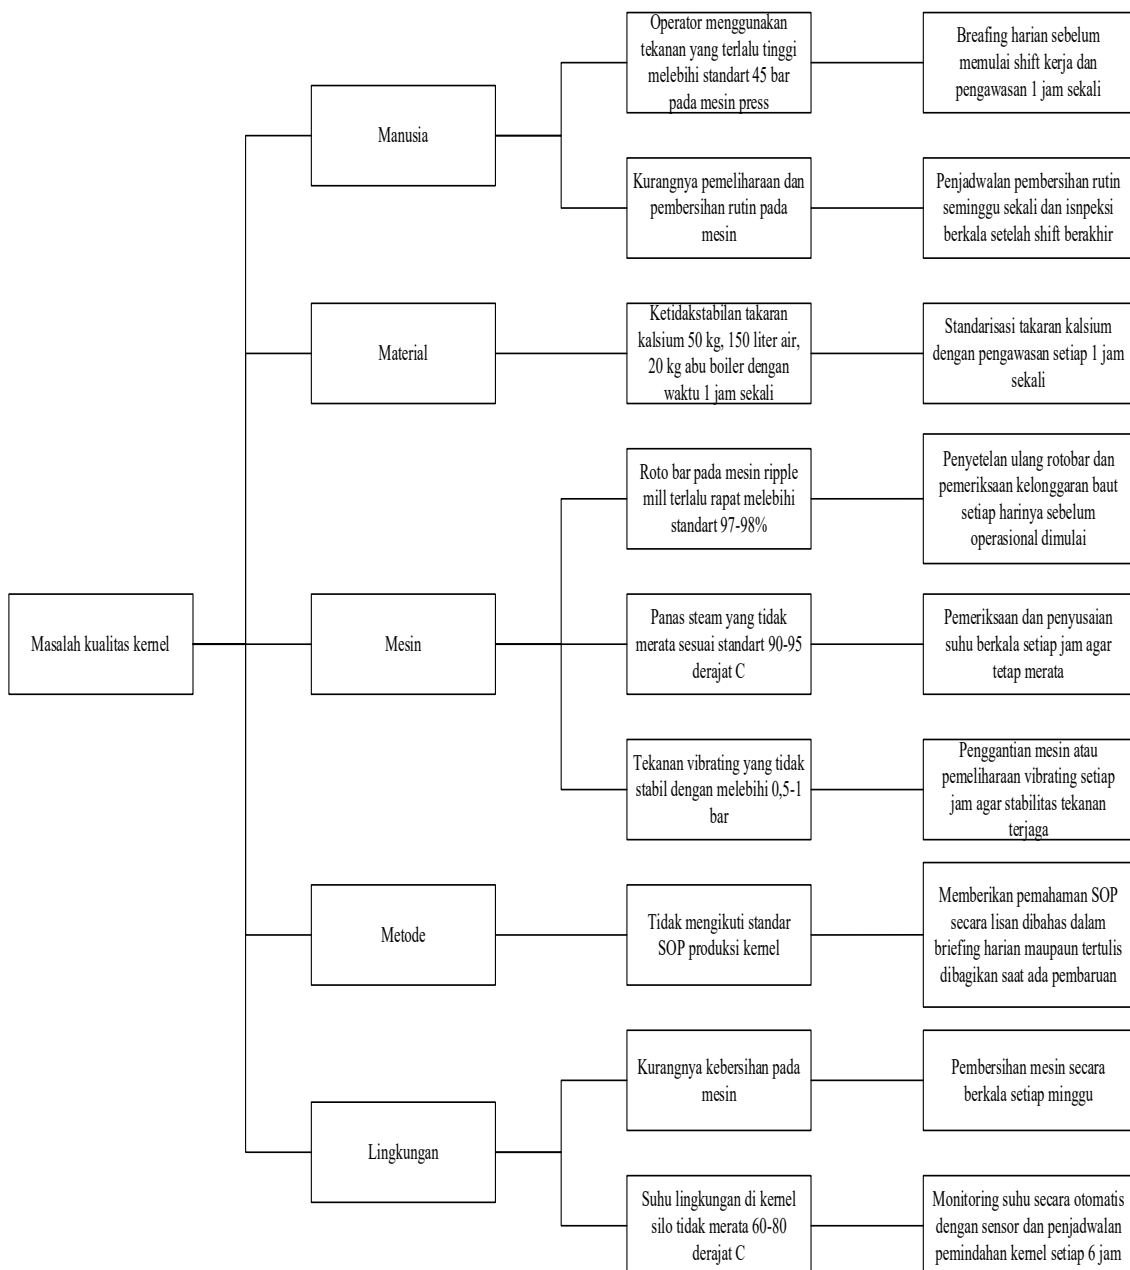 Operator menggunakan
tekanan yang terlalu tinggi
melebihi standart 45 bar
pada mesin press
Breafing harian sebelum
memulai shift kerja dan
pengawasan 1 jam sekali
Manusia
Kurangnya pemeliharaan dan
pembersihan rutin pada
mesin
Penjadwalan pembersihan rutin
seminggu sekali dan isnpeksi
berkala setelah shift berakhir
Material
Ketidakstabilan takaran
kalsium 50 kg, 150 liter air,
20 kg abu boiler dengan
waktu 1 jam sekali
Standarisasi takaran kalsium
dengan pengawasan setiap 1 jam
sekali
Roto bar pada mesin ripple
mill terlalu rapat melebihi
standart 97-98%
Penyetelan ulang rotobar dan
pemeriksaan kelonggaran baut
setiap harinya sebelum
operasional dimulai
Masalah kualitas kernel
Mesin
Panas steam yang tidak
merata sesuai standart 90-95
derajat C
Pemeriksaan dan penyusaian
suhu berkala setiap jam agar
tetap merata
Tekanan vibrating yang tidak
stabil dengan melebihi 0,5-1
bar
Penggantian mesin atau
pemeliharaan vibrating setiap
jam agar stabilitas tekanan
terjaga
Metode
Tidak mengikuti standar
SOP produksi kernel
Memberikan pemahaman SOP
secara lisan dibahas dalam
briefing harian maupaun tertulis
dibagikan saat ada pembaruan
Kurangnya kebersihan pada
mesin
Pembersihan mesin secara
berkala setiap minggu
Lingkungan
Suhu lingkungan di kernel
silo tidak merata 60-80
derajat C
Monitoring suhu secara otomatis
dengan sensor dan penjadwalan
pemindahan kernel setiap 6 jam